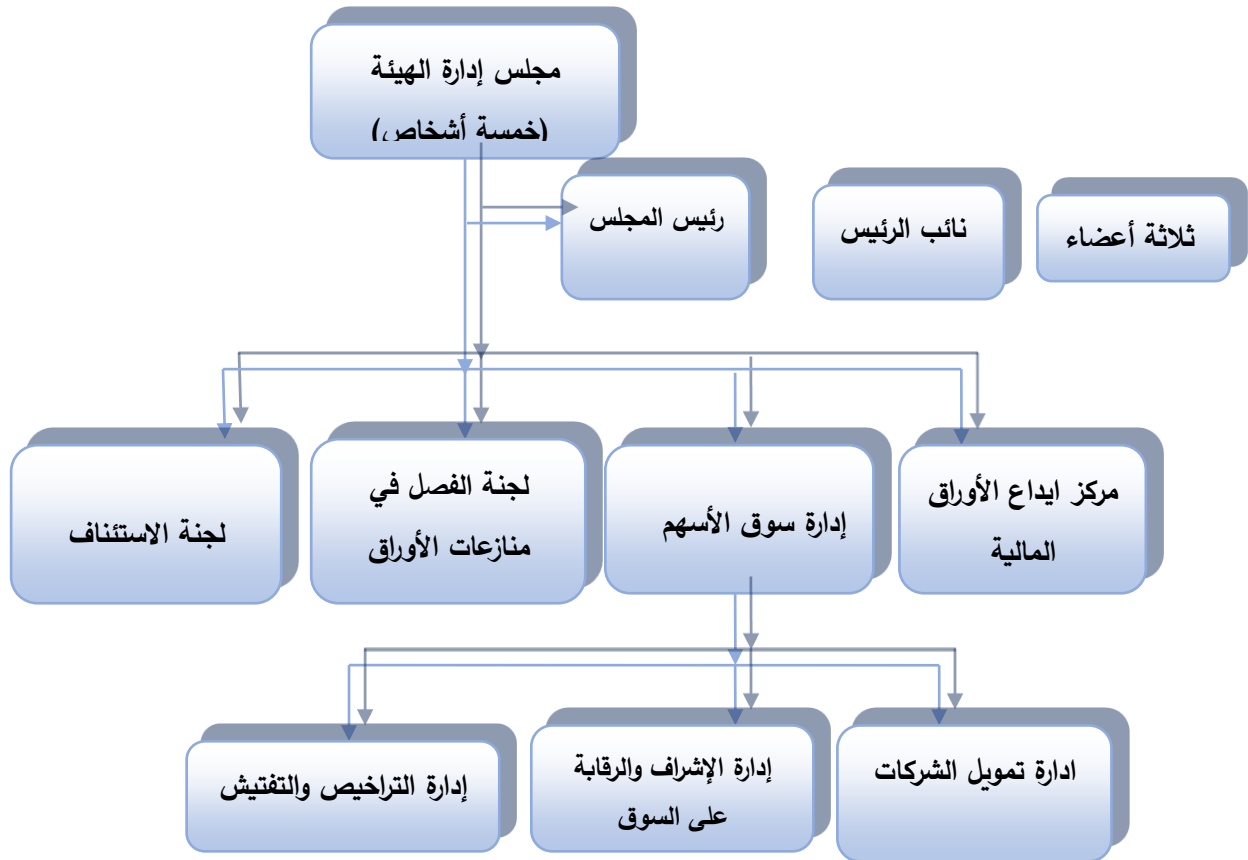 مجلس إدارة الهيئة
(خمسة أشخاص)
رئيس المجلس
نائب الرئيس
ثلاثة أعضاء
مركز ايداع الأوراق
المالية
إدارة سوق الأسهم
لجنة الفصل في
منازعات الأوراق
لجنة الاستئناف
ادارة تمويل الشركات
إدارة الإشراف والرقابة
على السوق
إدارة التراخيص والتفتيش